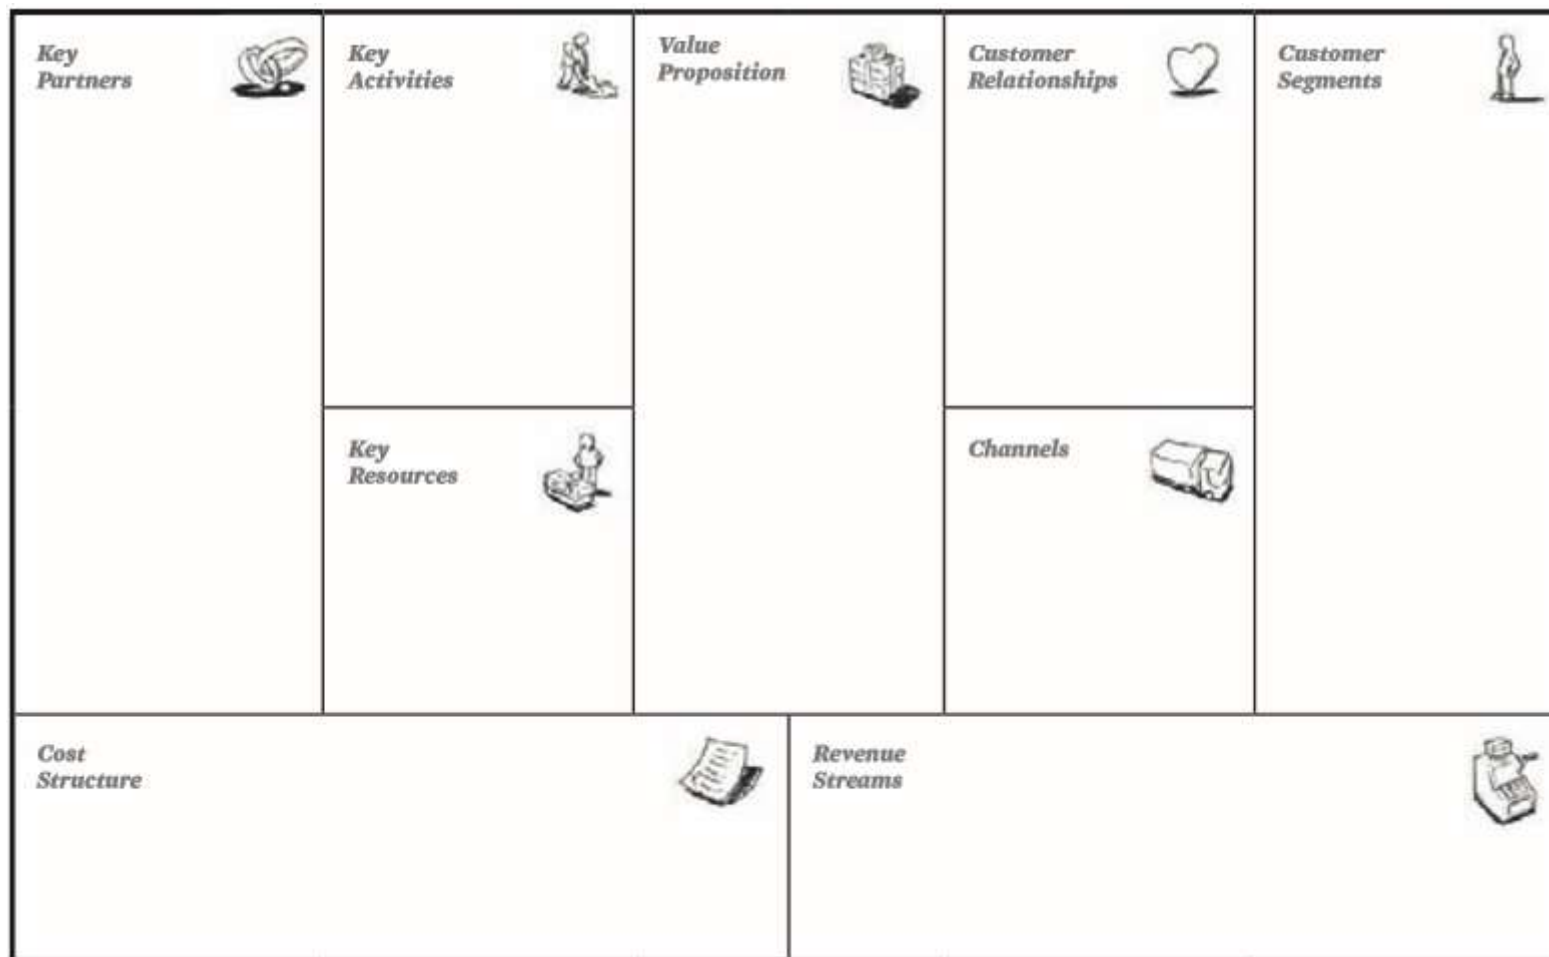 Key
Partners
Key
Activities
Value
Proposition
Customer
Relationships
Customer
Segments
Key
Resources
Channels
Cost
Structure
Revenue
Streams